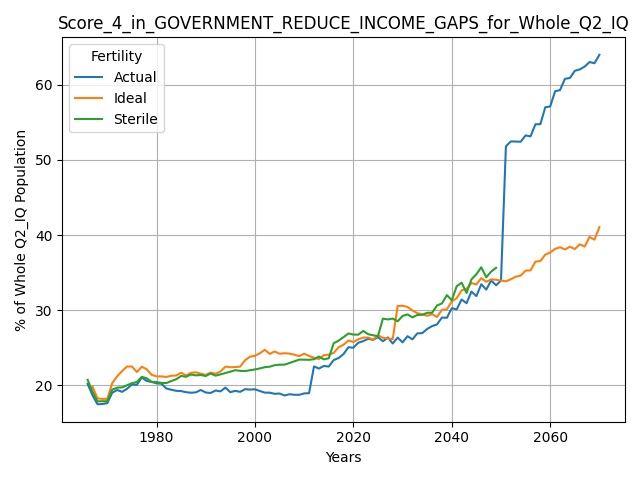 Score_4_in_GOVERNMENT_REDUCE_INCOME_GAPS_for_Whole_Q2_IQ
Fertility
Actual
Ideal
Sterile
% of Whole Q2_IQ Population
60
50
40
30
20
1980
2000
2020
2040
2060
Years